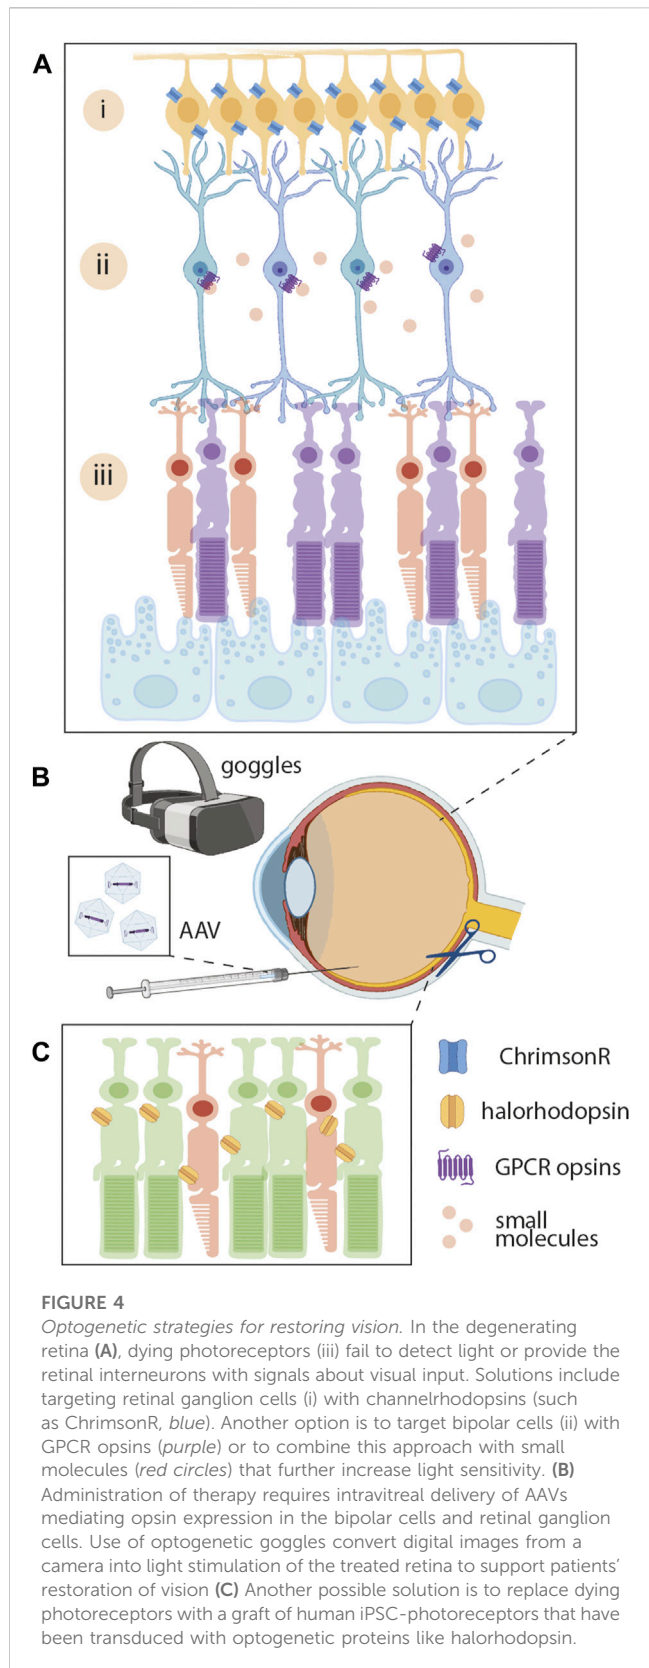 A
i
ii
iii
B
goggles
AAV
C
ChrimsonR
halorhodopsin
GPCR opsins
small
molecules
FIGURE 4
Optogenetic strategies for restoring vision. In the degenerating
retina (A), dying photoreceptors (iii) fail to detect light or provide the
retinal interneurons with signals about visual input. Solutions include
targeting retinal ganglion cells (i) with channelrhodopsins (such
as ChrimsonR, blue). Another option is to target bipolar cells (ii) with
GPCR opsins (purple) or to combine this approach with small
molecules (red circles) that further increase light sensitivity. (B)
Administration of therapy requires intravitreal delivery of AAVs
mediating opsin expression in the bipolar cells and retinal ganglion
cells. Use of optogenetic goggles convert digital images from a
camera into light stimulation of the treated retina to support patients’
restoration of vision (C) Another possible solution is to replace dying
photoreceptors with a graft of human iPSC-photoreceptors that have
been transduced with optogenetic proteins like halorhodopsin.